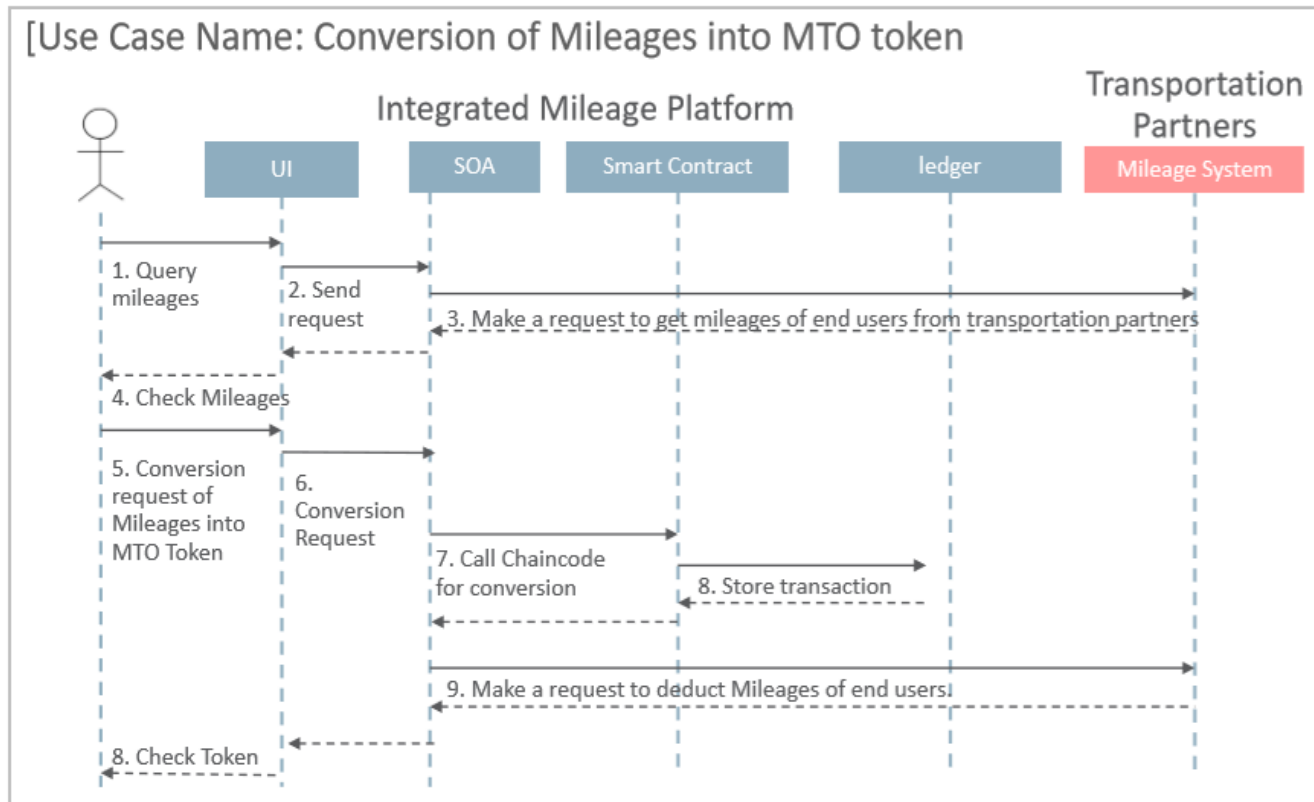 [Use Case Name: Conversion of Mileages into MTO token
Integrated Mileage Platform
Transportation
Partners
UI
SOA
Smart Contract
ledger
Mileage System
1. Query
mileages
2. Send
request
3. Make a request to get mileages of end users from transportation partners
4. Check Mileages
5. Conversion
request of
Mileages into
MTO Token
6.
Conversion
Request
7. Call Chaincode
for conversion
8. Store transaction
9. Make a request to deduct Mileages of end users.
8. Check Token